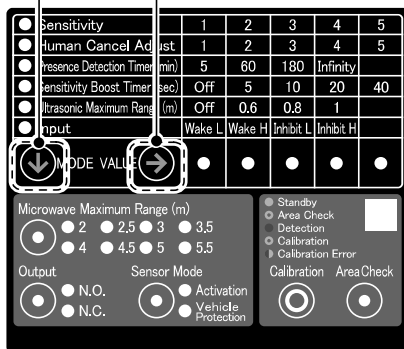 Sensitivity 1 2 3 4 5
Human Cancel Adjust 1 2 3 4 5
Presence Detection Timer (min) 5 60 180 Infinity
Sensitivity Boost Timer (sec) Off 5 10 20 40
Ultrasonic Maximum Range (m) Off 0.6 0.8 1
Input Wake L Wake H Inhibit L Inhibit H
MODE VALUE
Microwave Maximum Range (m)
2 2,5 3 3,5
4 4.5 5 5.5
Output
N.O.
N.C.
Sensor Mode
Activation
Vehicle
Protection
Standby
Area Check
Detection
Calibration
Calibration Error
Calibration Area Check